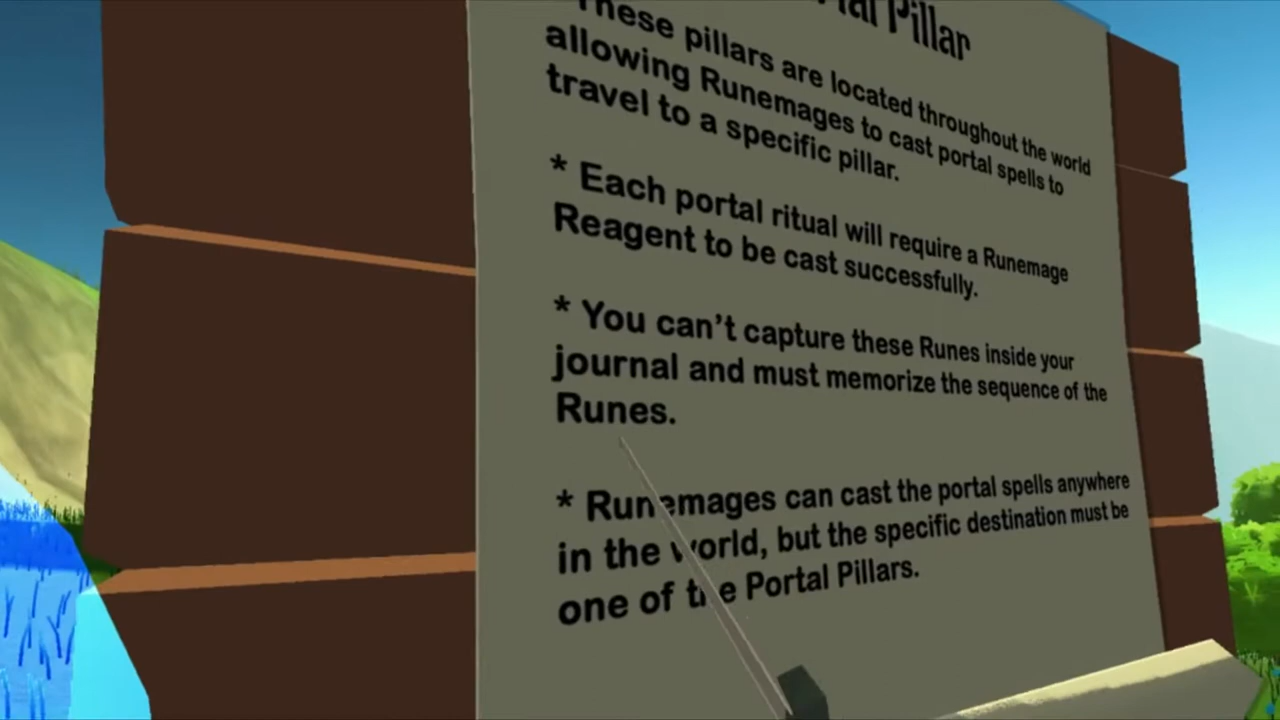 Pillar
These pillars are located throughout the world
allowing Runemages to cast portal spells to
travel to a specific pillar.
* Each portal ritual will require a Runemage
Reagent to be cast successfully.
* You can’t capture these Runes inside your
journal and must memorize the sequence of the
Runes.
* Runemages can cast the portal spells anywhere
in the world, but the specific destination must be
one of the Portal Pillars.